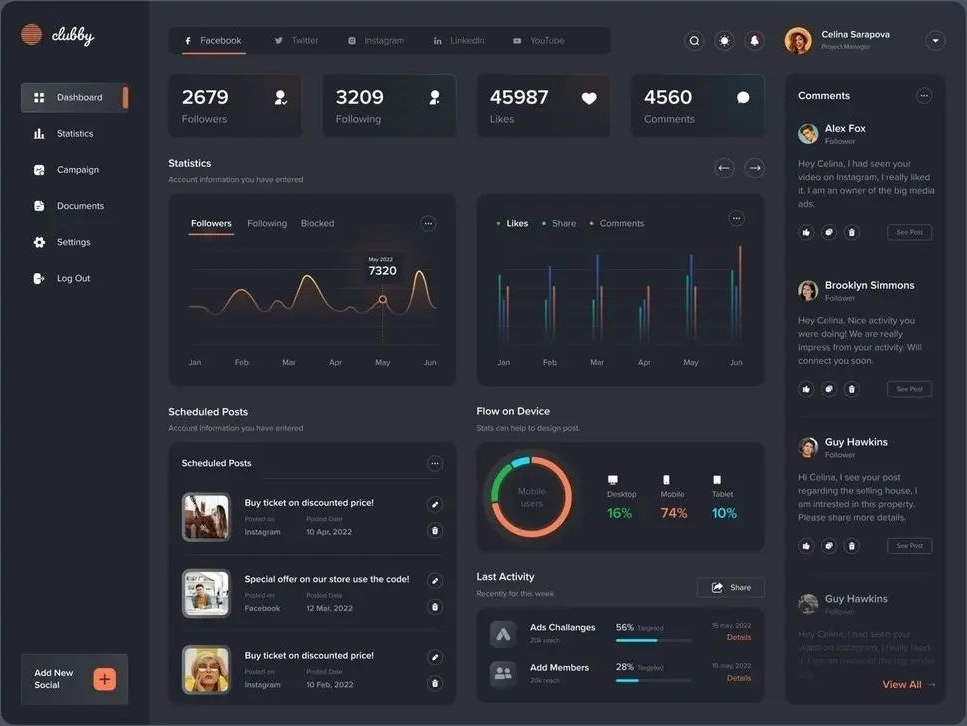 clubby
Dashboard
Statistics
Campaign
Documents
Settings
Log Out
Add New
Social
Facebook
Twitter
Instagram
LinkedIn
YouTube
Celina Sarapova
Project Manager
2679
Followers
3209
Following
45987
Likes
4560
Comments
Statistics
Account information you have entered
Followers Following Blocked
May 2022
7320
Jan Feb Mar Apr May Jun
Likes Share Comments
Jan Feb Mar Apr May Jun
Scheduled Posts
Account information you have entered
Scheduled Posts
Buy ticket on discounted price!
Posted on Posted Date
Instagram 10 Apr, 2022
Special offer on our store use the code!
Posted on Posted Date
Facebook 12 Mar, 2022
Buy ticket on discounted price!
Posted on Posted Date
Instagram 10 Feb, 2022
Flow on Device
Stats can help to design post
Mobile
users
Desktop Mobile Tablet
16% 74% 10%
Last Activity
Recently for this week
Share
Ads Challanges
20k reach
56% Targeted
15 may, 2022
Details
Add Members
20k reach
28% Targeted
15 may, 2022
Details
Comments
Alex Fox
Follower
Hey Celina, I had seen your
video on Instagram, I really liked
it. I am an owner of the big media
ads.
See Post
Brooklyn Simmons
Follower
Hey Celina, Nice activity you
were doing! We are really
impress from your activity. Will
connect you soon.
See Post
Guy Hawkins
Follower
Hi Celina, I see your post
regarding the selling house, I
am intrested in this property.
Please share more details.
See Post
Guy Hawkins
Follower
Hey Celina, I had seen your
video on Instagram, I really liked
it. I am an owner of the big media
View All →